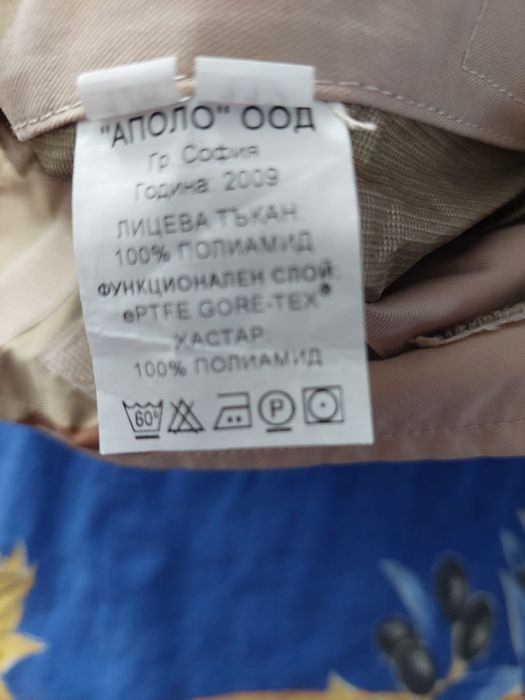 "АПОЛО" ООД
Гр. София
Година: 2009
ЛИЦЕВА ТЪКАН:
100% ПОЛИАМИД
ФУНКЦИОНАЛЕН СЛОЙ:
ePTFE GORE-TEX®
ХАСТАР
100% ПОЛИАМИД
60° P